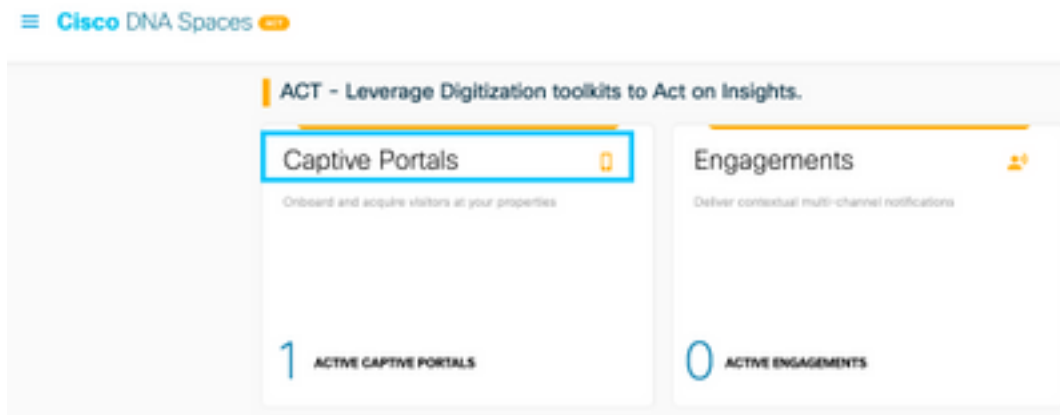 Cisco DNA Spaces ACT
ACT - Leverage Digitization toolkits to Act on Insights.
Captive Portals
Onboard and acquire visitors at your properties
1 ACTIVE CAPTIVE PORTALS
Engagements
Deliver contextual multi-channel notifications
0 ACTIVE ENGAGEMENTS